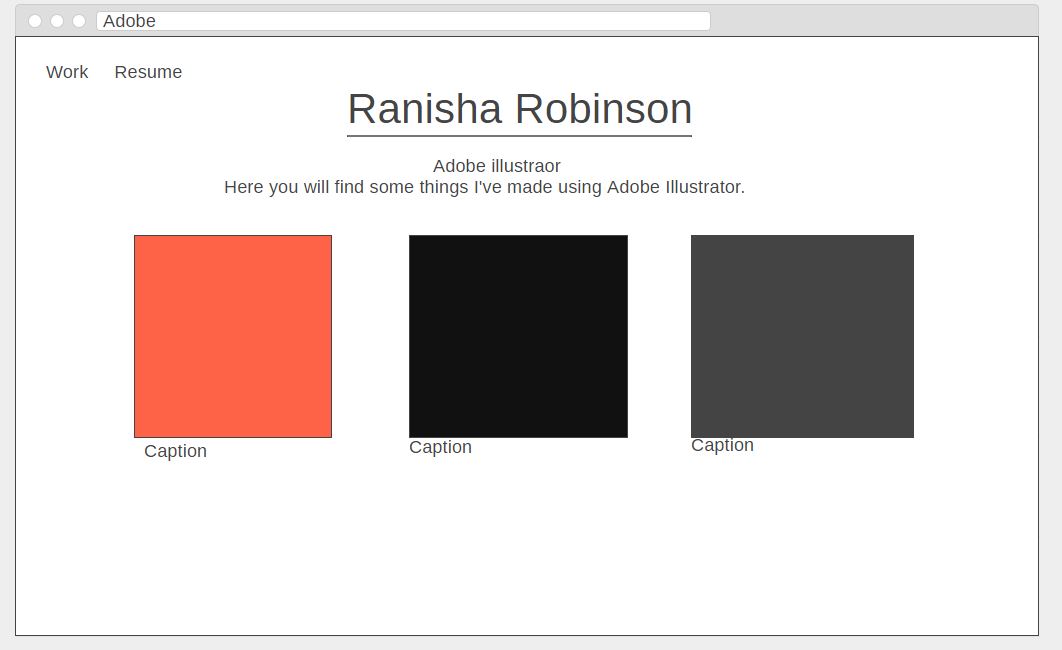 Adobe
Work Resume
Ranisha Robinson
Adobe illustraor
Here you will find some things I've made using Adobe Illustrator.
Caption Caption Caption